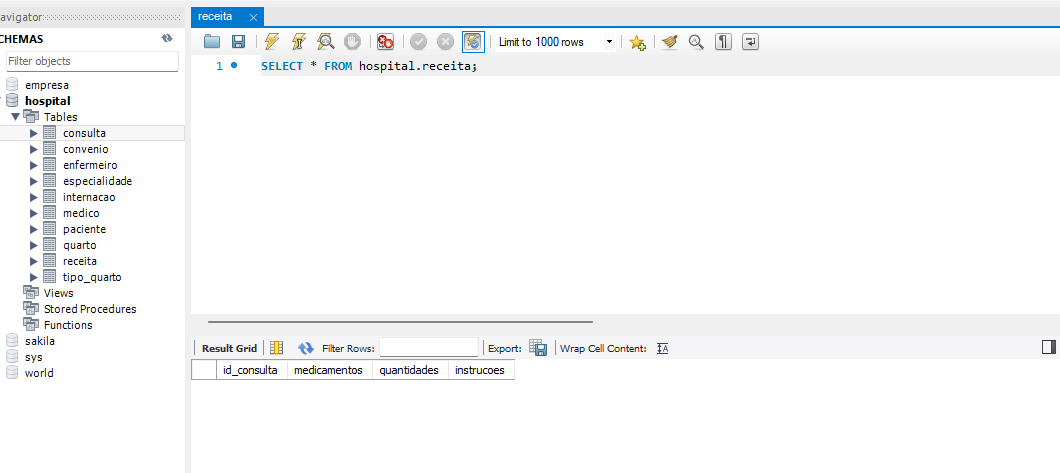 avigator
CHEMAS
Filter objects
empresa
hospital
Tables
consulta
convenio
enfermeiro
especialidade
internacao
medico
paciente
quarto
receita
tipo_quarto
Views
Stored Procedures
Functions
sakila
sys
world
receita
Limit to 1000 rows
1 SELECT * FROM hospital.receita;
Result Grid Filter Rows: Export: Wrap Cell Content:
id_consulta medicamentos quantidades instrucoes